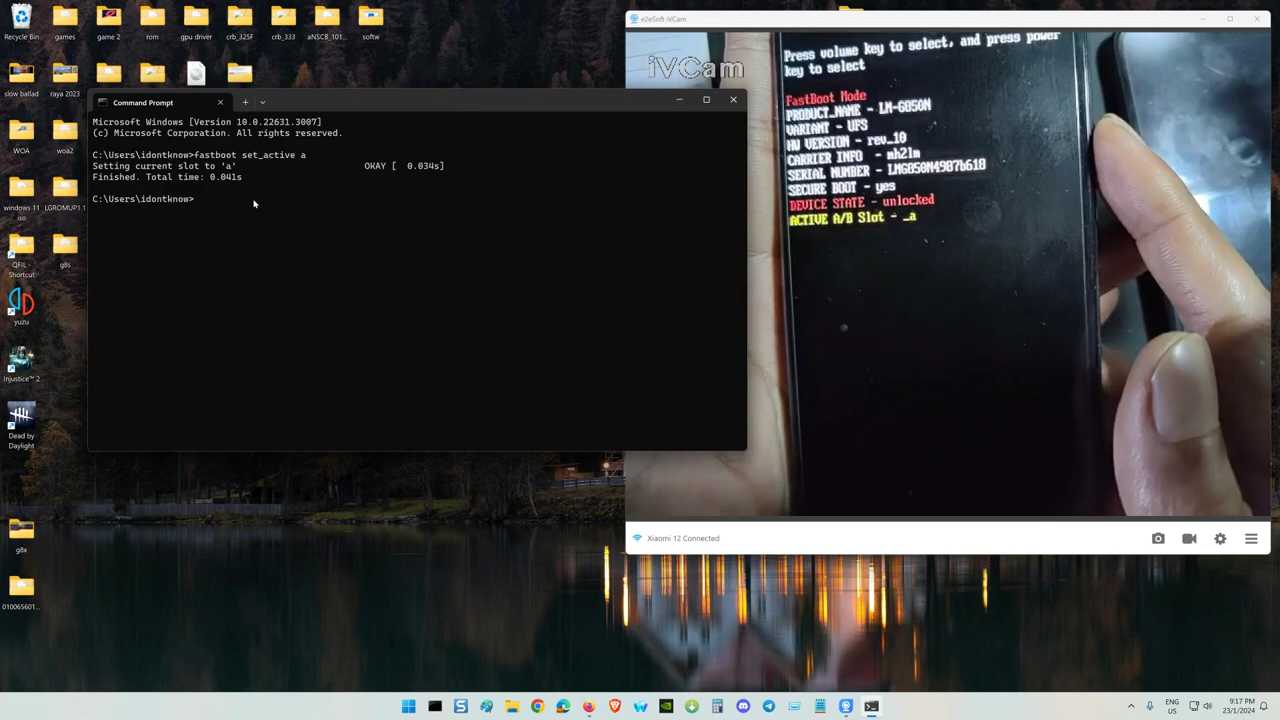 Recycle Bin
games
game 2
rom
gpu driver
crb_325F
crb_333
aNSCB_101...
softw
slow ballad
raya 2023
WOA
woa2
windows 11 iso
LGROMUP1.1
QFIL - Shortcut
g8s
yuzu
Injustice™ 2
Dead by Daylight
g8x
010065601...
Command Prompt
Microsoft Windows [Version 10.0.22631.3007]
(c) Microsoft Corporation. All rights reserved.
C:\Users\idontknow>fastboot set_active a
Setting current slot to 'a' OKAY [ 0.034s]
Finished. Total time: 0.041s
C:\Users\idontknow>
e2eSoft iVCam
iVCam
Press volume key to select, and press power
key to select
FastBoot Mode
PRODUCT_NAME - LM-G850N
VARIANT - UFS
HW VERSION - rev_10
CARRIER INFO - mh2lm
SERIAL NUMBER - LMG850N4987b618
SECURE BOOT - yes
DEVICE STATE - unlocked
ACTIVE A/B Slot - _a
Xiaomi 12 Connected
ENG
US
9:17 PM
23/1/2024